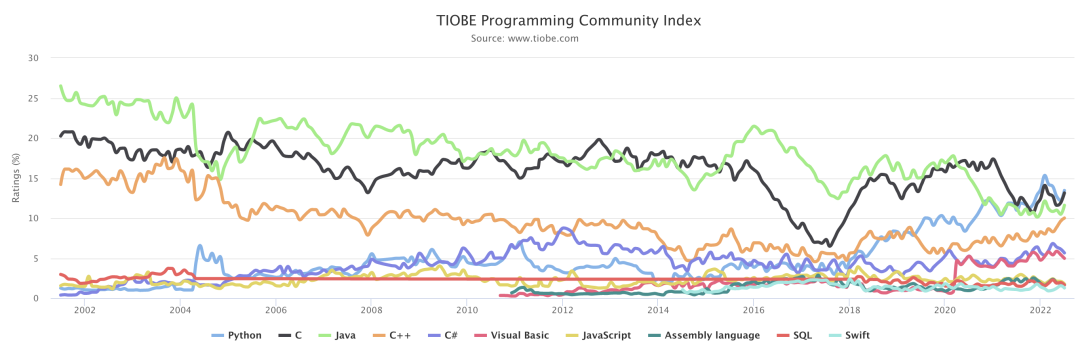 TIOBE Programming Community Index
Source: www.tiobe.com
30
25
20
15
10
5
0
Ratings (%)
2002 2004 2006 2008 2010 2012 2014 2016 2018 2020 2022
Python C Java C++ C# Visual Basic JavaScript Assembly language SQL Swift